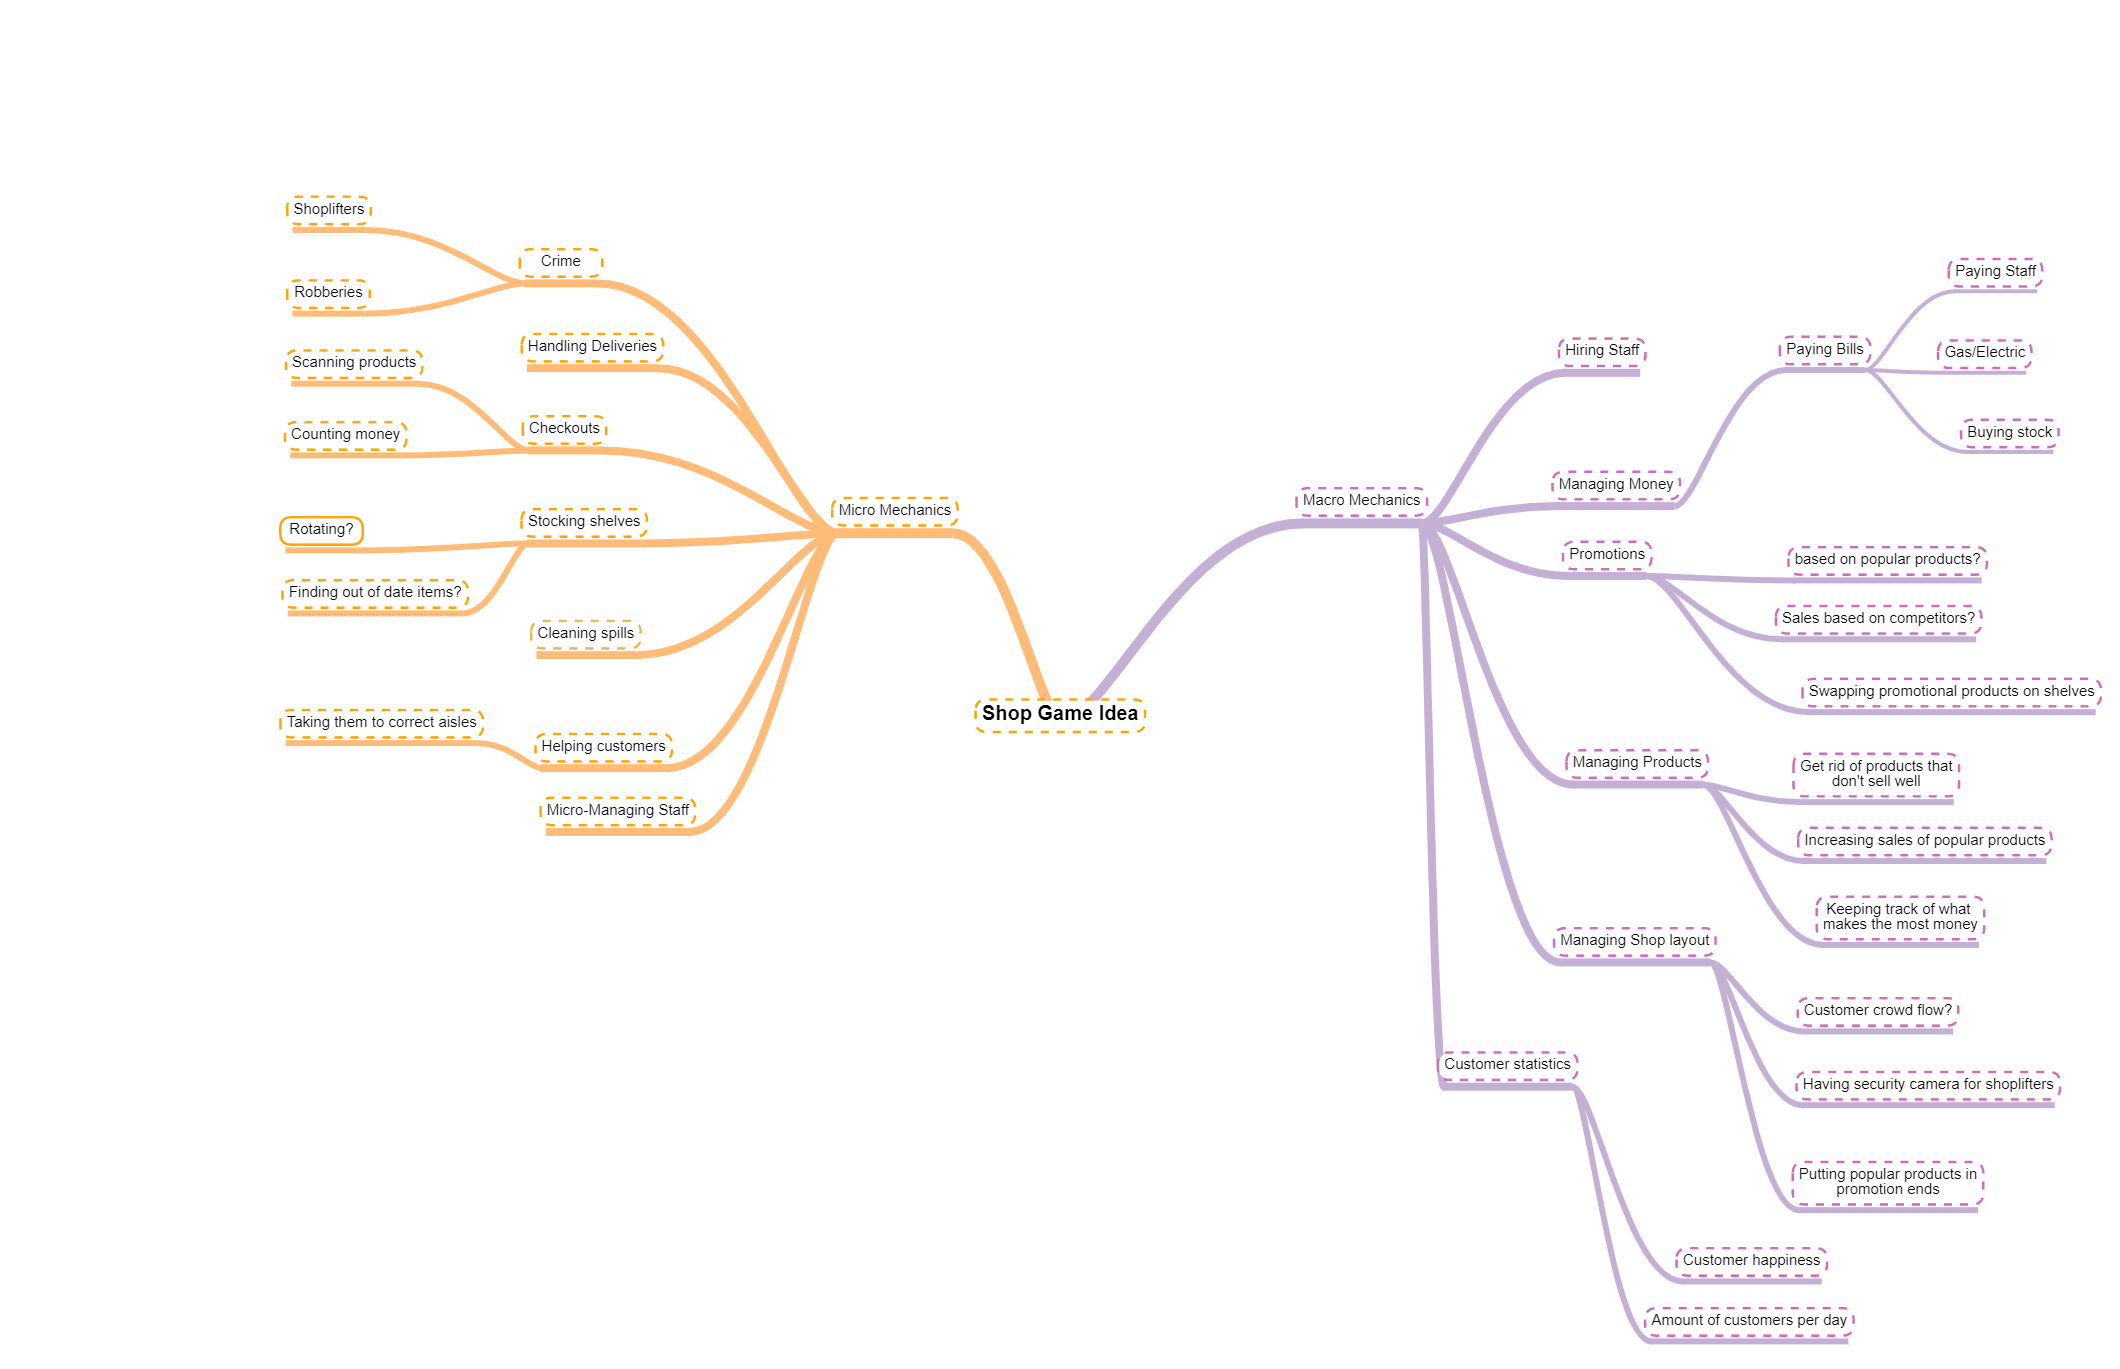 Shop Game Idea
Micro Mechanics
Crime
Shoplifters
Robberies
Handling Deliveries
Checkouts
Scanning products
Counting money
Stocking shelves
Rotating?
Finding out of date items?
Cleaning spills
Helping customers
Taking them to correct aisles
Micro-Managing Staff
Macro Mechanics
Hiring Staff
Managing Money
Paying Bills
Paying Staff
Gas/Electric
Buying stock
Promotions
based on popular products?
Sales based on competitors?
Swapping promotional products on shelves
Managing Products
Get rid of products that
don't sell well
Increasing sales of popular products
Keeping track of what
makes the most money
Managing Shop layout
Customer crowd flow?
Having security camera for shoplifters
Putting popular products in
promotion ends
Customer statistics
Customer happiness
Amount of customers per day